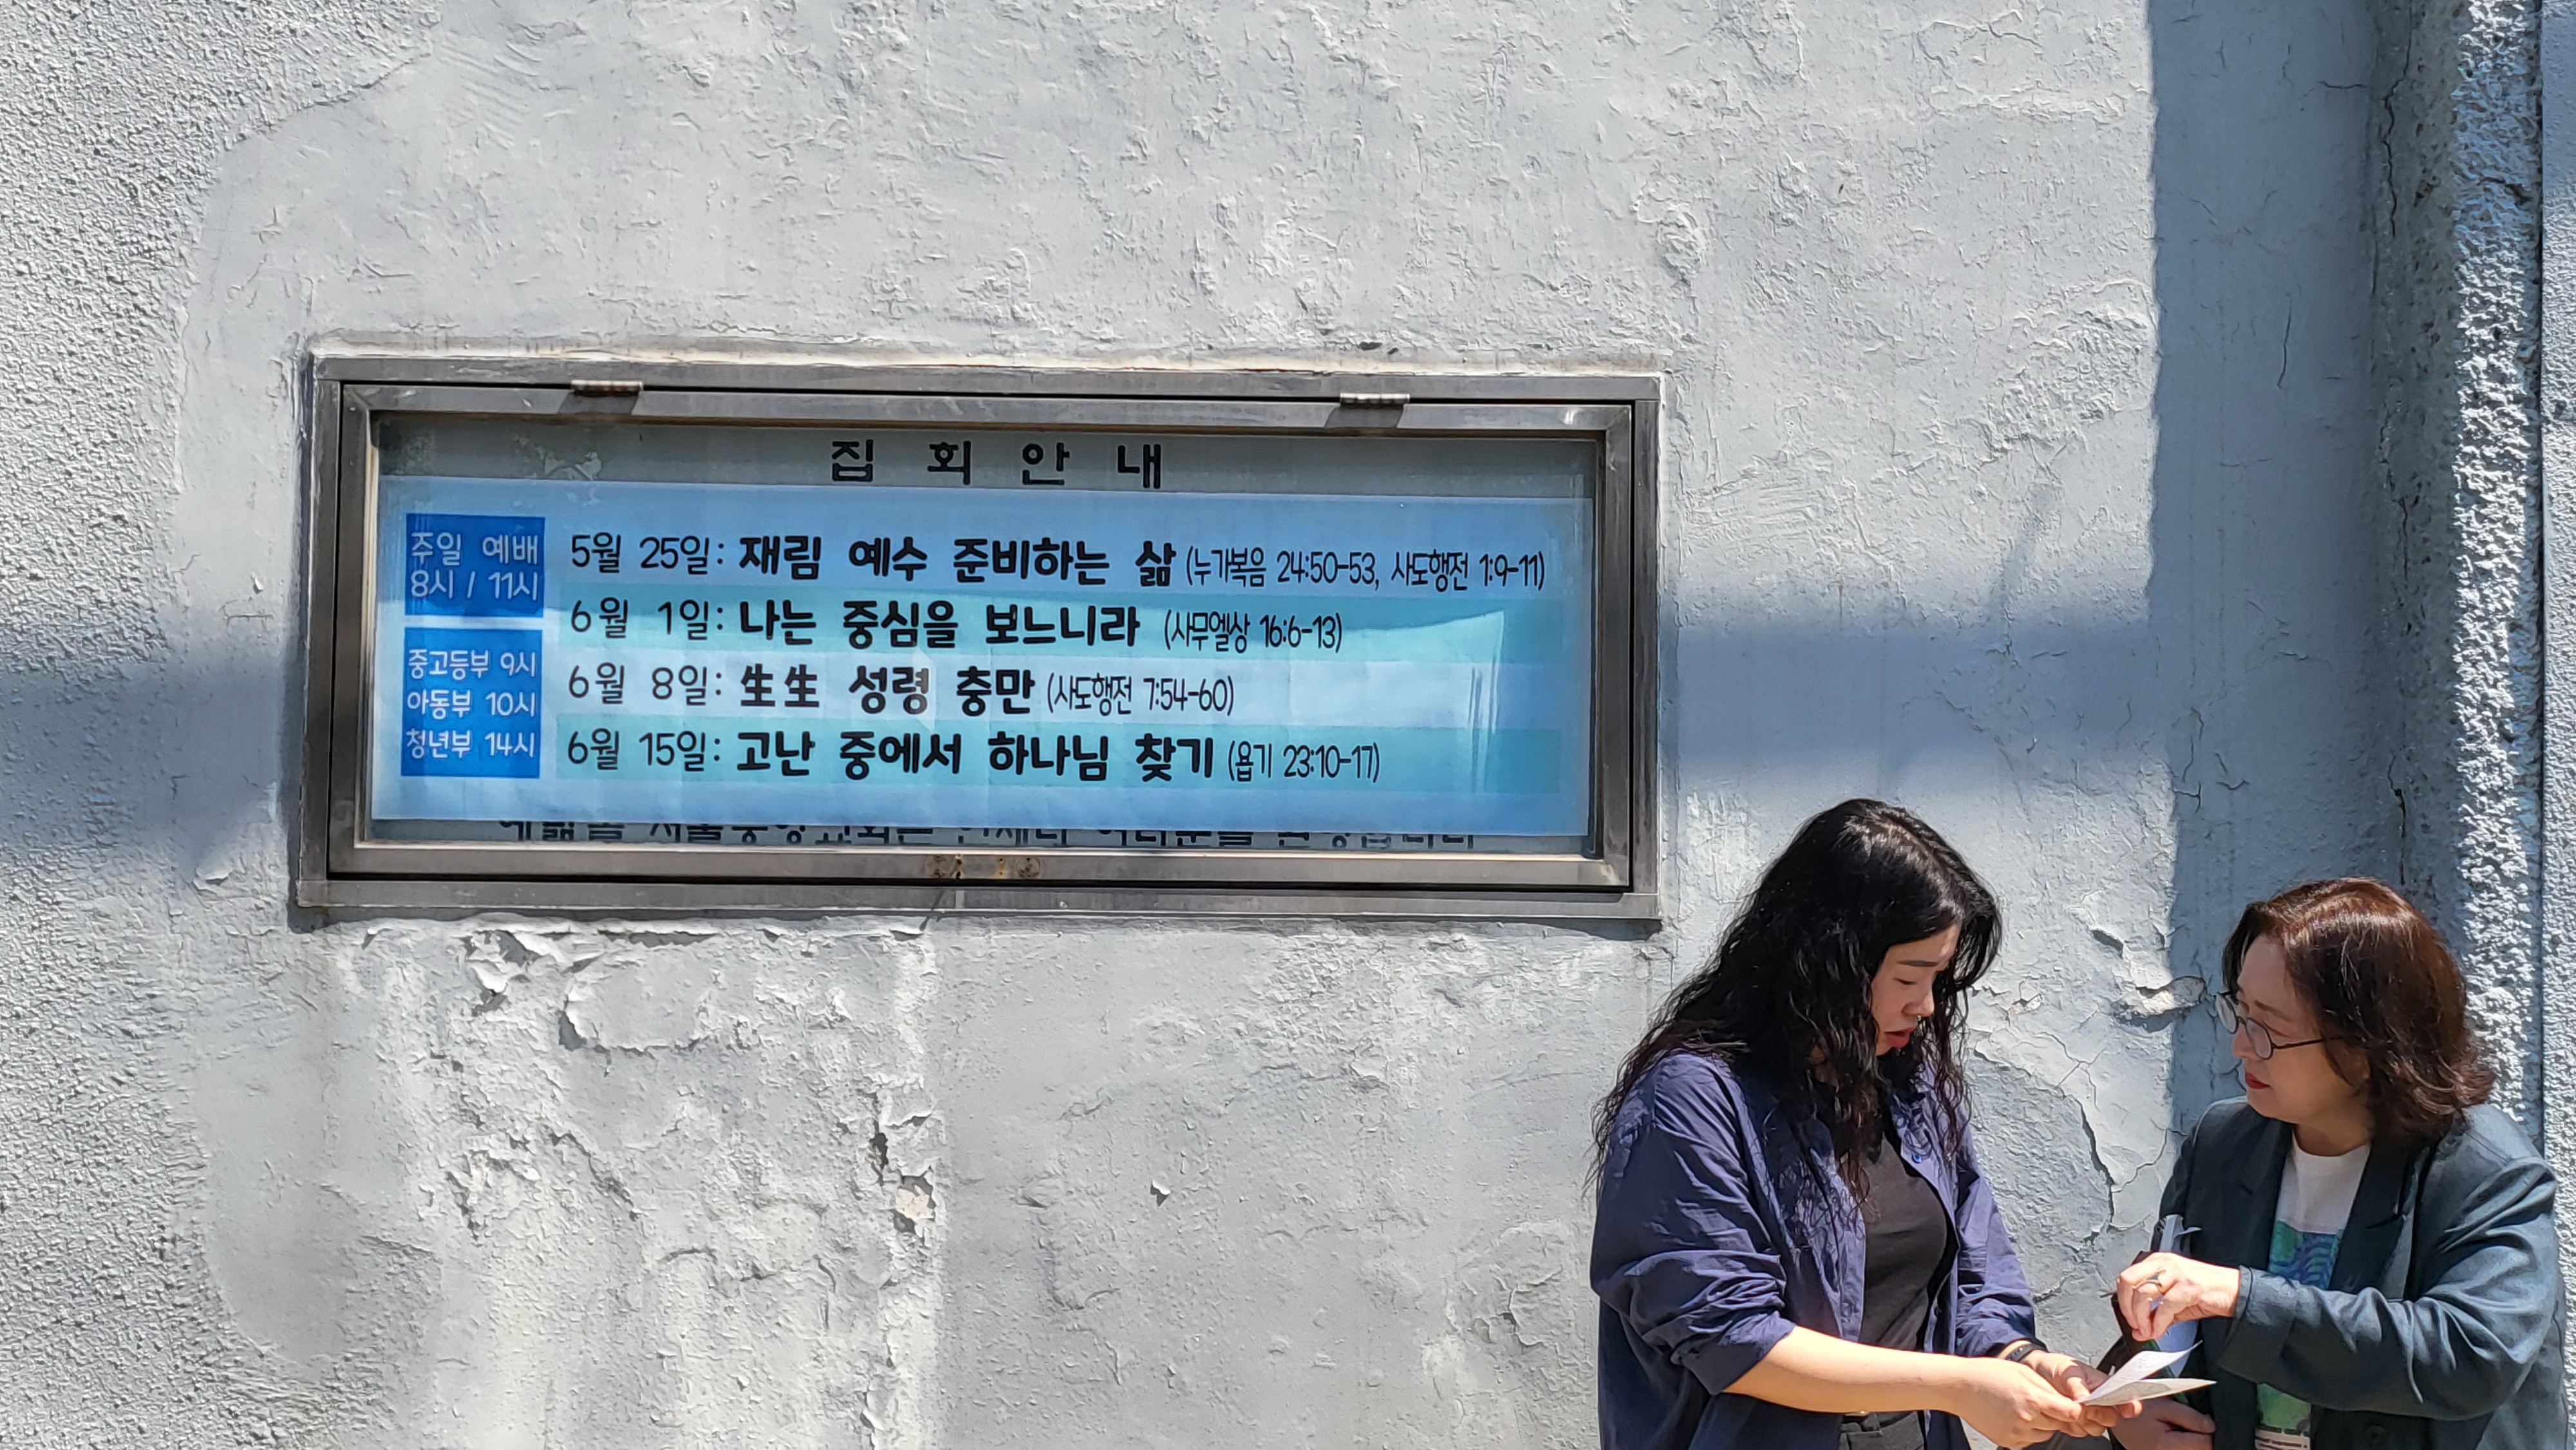 집 회 안 내
주일 예배
8시 / 11시
중고등부 9시
아동부 10시
청년부 14시
5월 25일: 재림 예수 준비하는 삶 (누가복음 24:50-53, 사도행전 1:9-11)
6월 1일: 나는 중심을 보느니라 (사무엘상 16:6-13)
6월 8일: 生生 성령 충만 (사도행전 7:54-60)
6월 15일: 고난 중에서 하나님 찾기 (욥기 23:10-17)